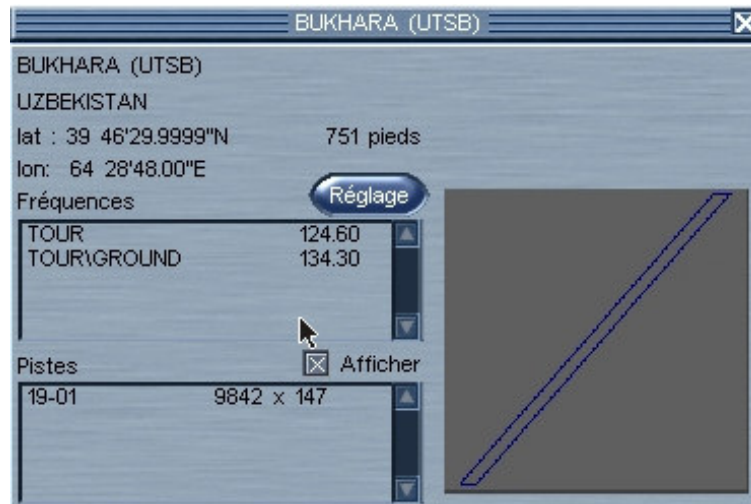 BUKHARA (UTSB)
BUKHARA (UTSB)
UZBEKISTAN
lat : 39 46'29.9999"N 751 pieds
lon: 64 28'48.00"E
Fréquences Réglage
TOUR 124.60
TOUR\GROUND 134.30
Pistes Afficher
19-01 9842 x 147